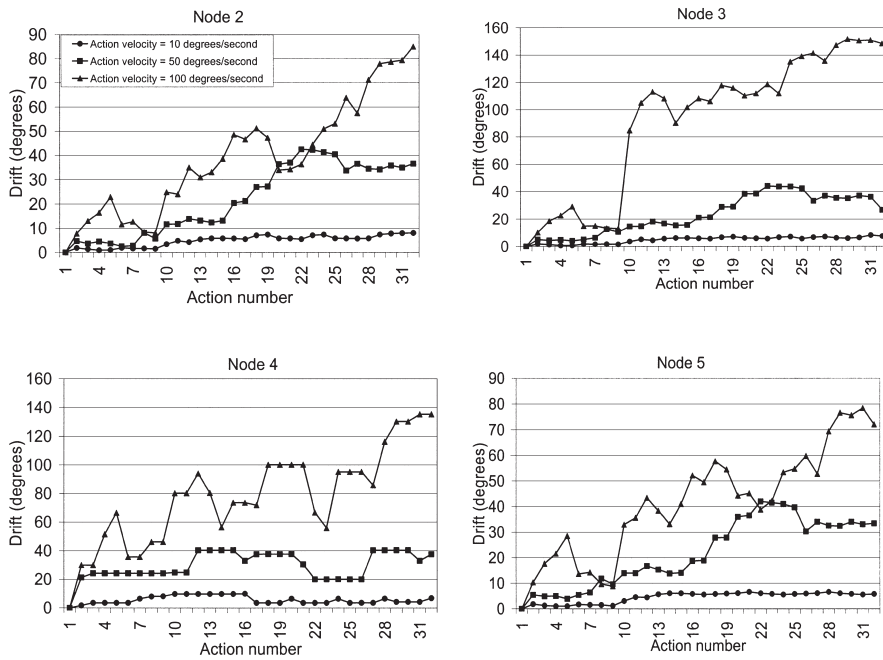 Node 2
90
80
70
60
50
40
30
20
10
0
Drift (degrees)
Action velocity = 10 degrees/second
Action velocity = 50 degrees/second
Action velocity = 100 degrees/second
1 4 7 10 13 16 19 22 25 28 31
Action number
Node 3
160
140
120
100
80
60
40
20
0
Drift (degrees)
1 4 7 10 13 16 19 22 25 28 31
Action number
Node 4
160
140
120
100
80
60
40
20
0
Drift (degrees)
1 4 7 10 13 16 19 22 25 28 31
Action number
Node 5
90
80
70
60
50
40
30
20
10
0
Drift (degrees)
1 4 7 10 13 16 19 22 25 28 31
Action number